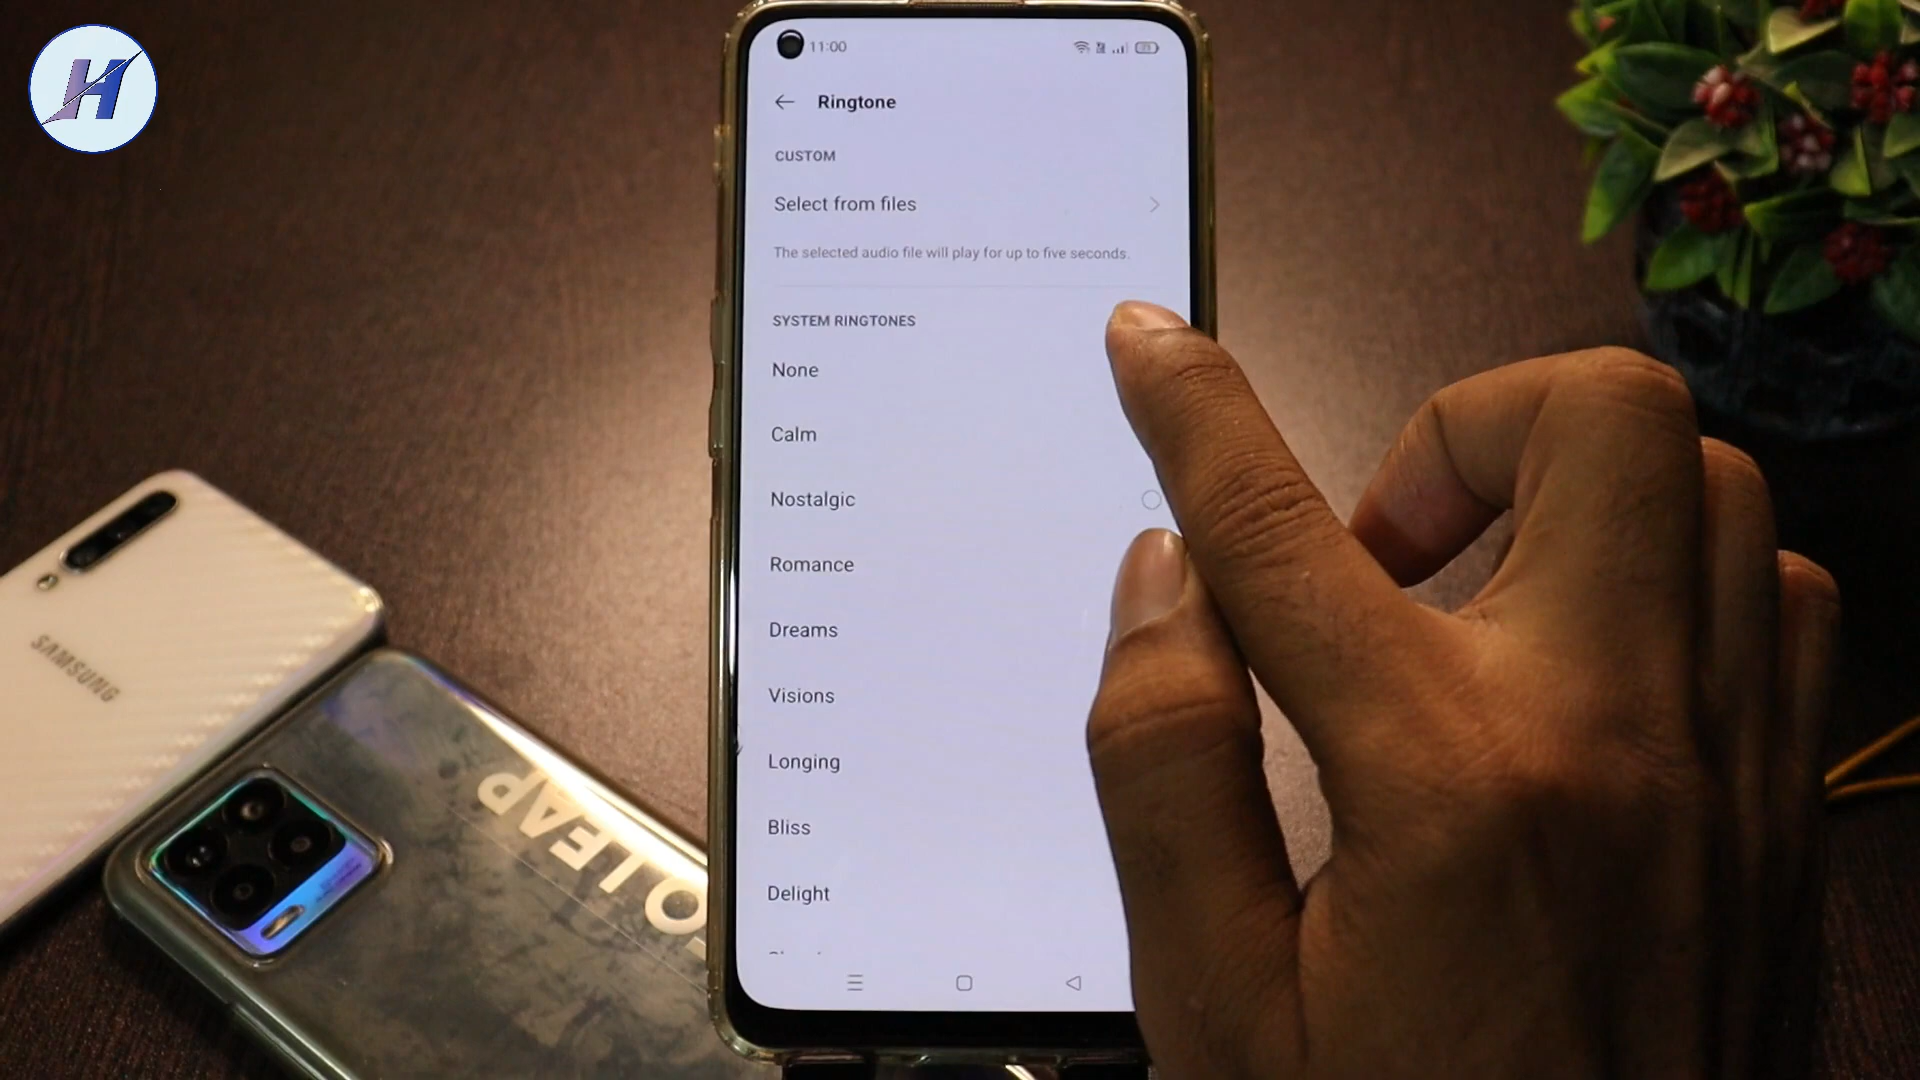 H
11:00
Ringtone
CUSTOM
Select from files
The selected audio file will play for up to five seconds.
SYSTEM RINGTONES
None
Calm
Nostalgic
Romance
Dreams
Visions
Longing
Bliss
Delight
SAMSUNG
O LEAP